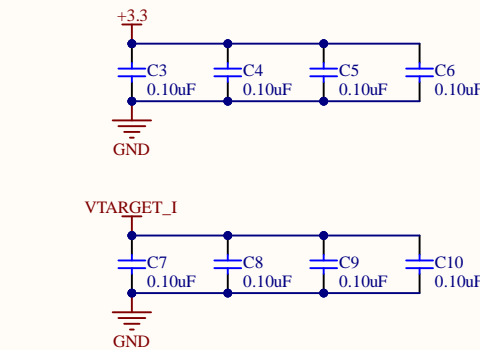 +3.3
C3 C4 C5 C6
0.10uF 0.10uF 0.10uF 0.10uF
GND
VTARGET_I
C7 C8 C9 C10
0.10uF 0.10uF 0.10uF 0.10uF
GND